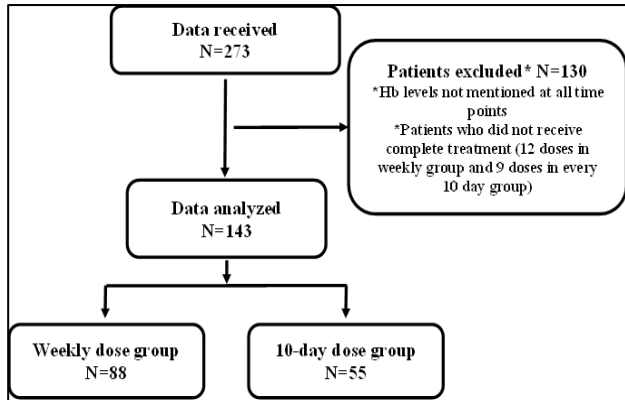 Data received
N=273
Patients excluded* N=130
*Hb levels not mentioned at all time
points
*Patients who did not receive
complete treatment (12 doses in
weekly group and 9 doses in every
10 day group)
Data analyzed
N=143
Weekly dose group
N=88
10-day dose group
N=55